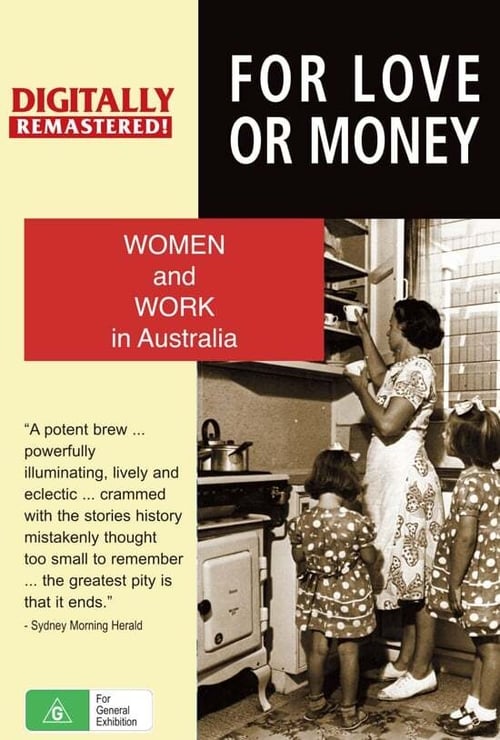 FOR LOVE
OR MONEY
DIGITALLY
REMASTERED!
WOMEN
and
WORK
in Australia
“A potent brew ...
powerfully
illuminating, lively and
eclectic ... crammed
with the stories history
mistakenly thought
too small to remember
... the greatest pity is
that it ends.”
- Sydney Morning Herald
G
For
General
Exhibition